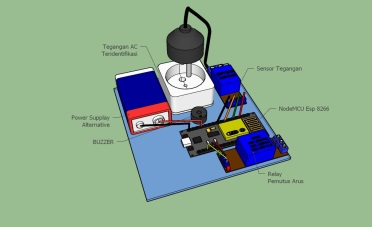 Tegangan AC
Teridentifikasi
Sensor Tegangan
NodeMCU Esp 8266
Power Supplay
Alternative
BUZZER
Relay
Pemutus Arus